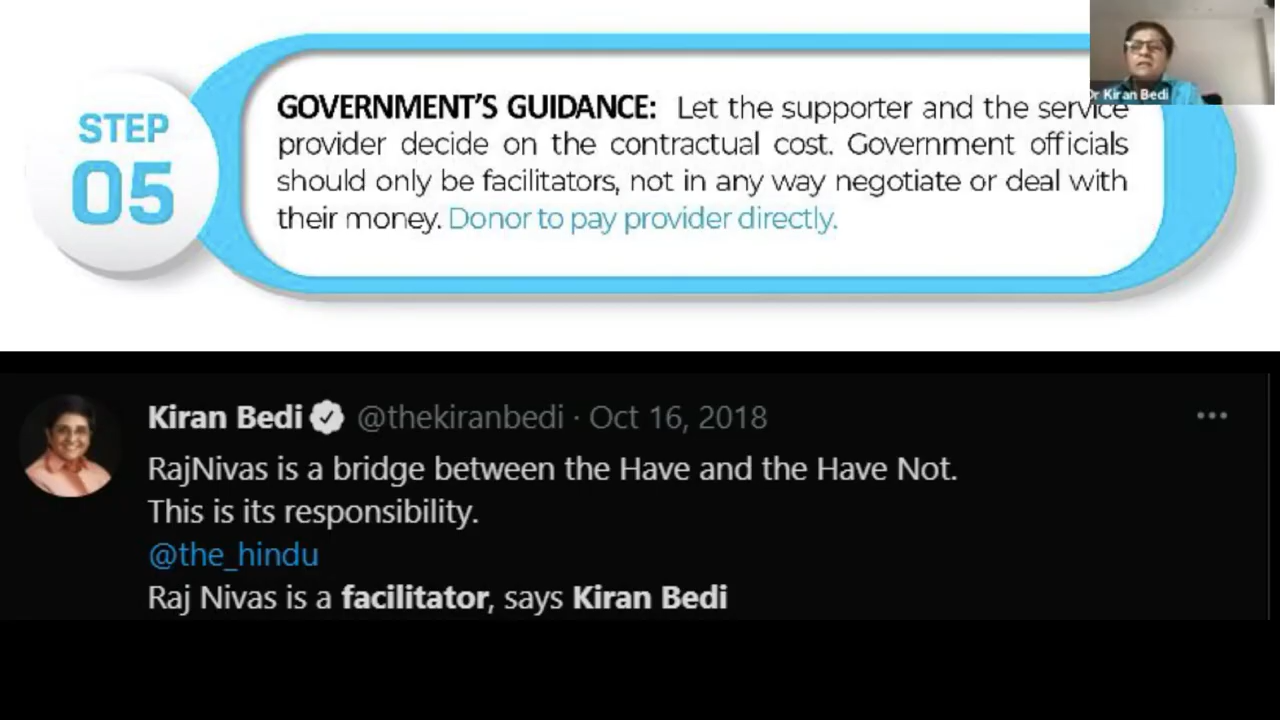 STEP
05
GOVERNMENT'S GUIDANCE: Let the supporter and the service
provider decide on the contractual cost. Government officials
should only be facilitators, not in any way negotiate or deal with
their money. Donor to pay provider directly.
Dr Kiran Bedi
Kiran Bedi @thekiranbedi · Oct 16, 2018
RajNivas is a bridge between the Have and the Have Not.
This is its responsibility.
@the_hindu
Raj Nivas is a facilitator, says Kiran Bedi